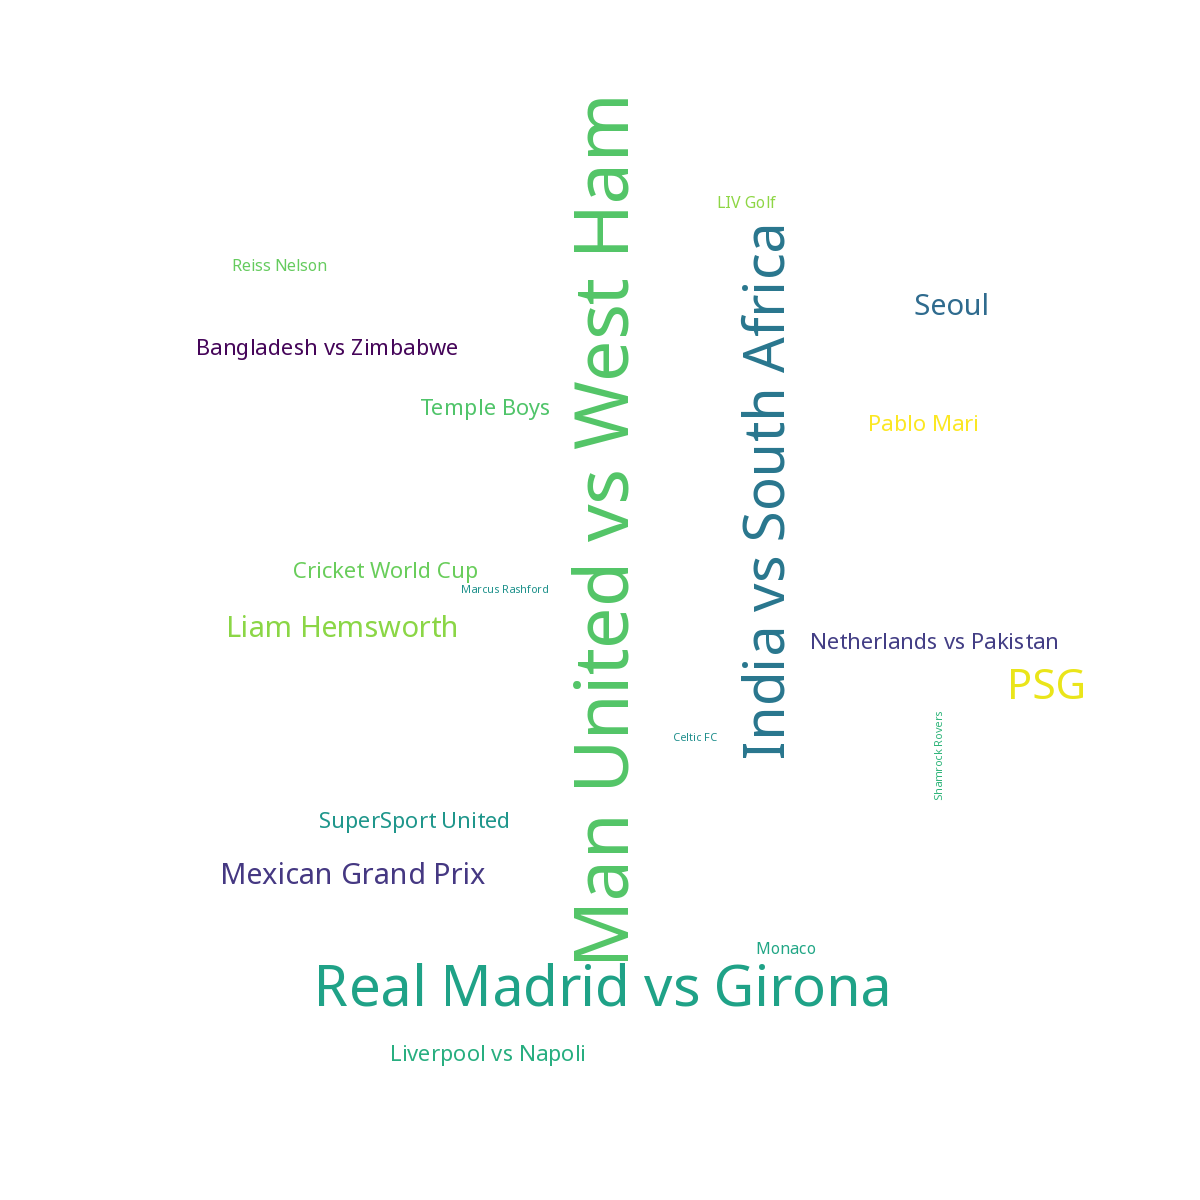 Man United vs West Ham
LIV Golf
India vs South Africa
Reiss Nelson
Seoul
Bangladesh vs Zimbabwe
Temple Boys
Pablo Mari
Cricket World Cup
Marcus Rashford
Liam Hemsworth
Netherlands vs Pakistan
PSG
Shamrock Rovers
Celtic FC
SuperSport United
Mexican Grand Prix
Monaco
Real Madrid vs Girona
Liverpool vs Napoli